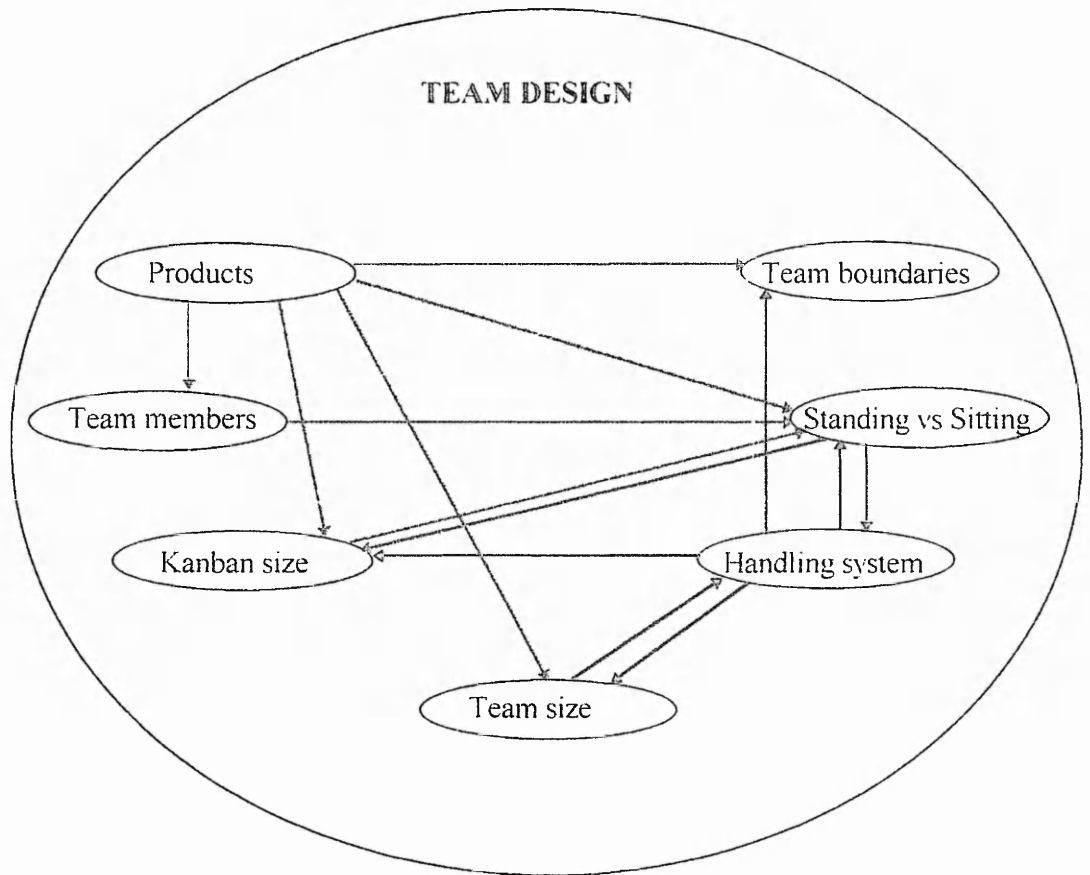 TEAM DESIGN
Products
Team boundaries
Team members
Standing vs Sitting
Kanban size
Handling system
Team size